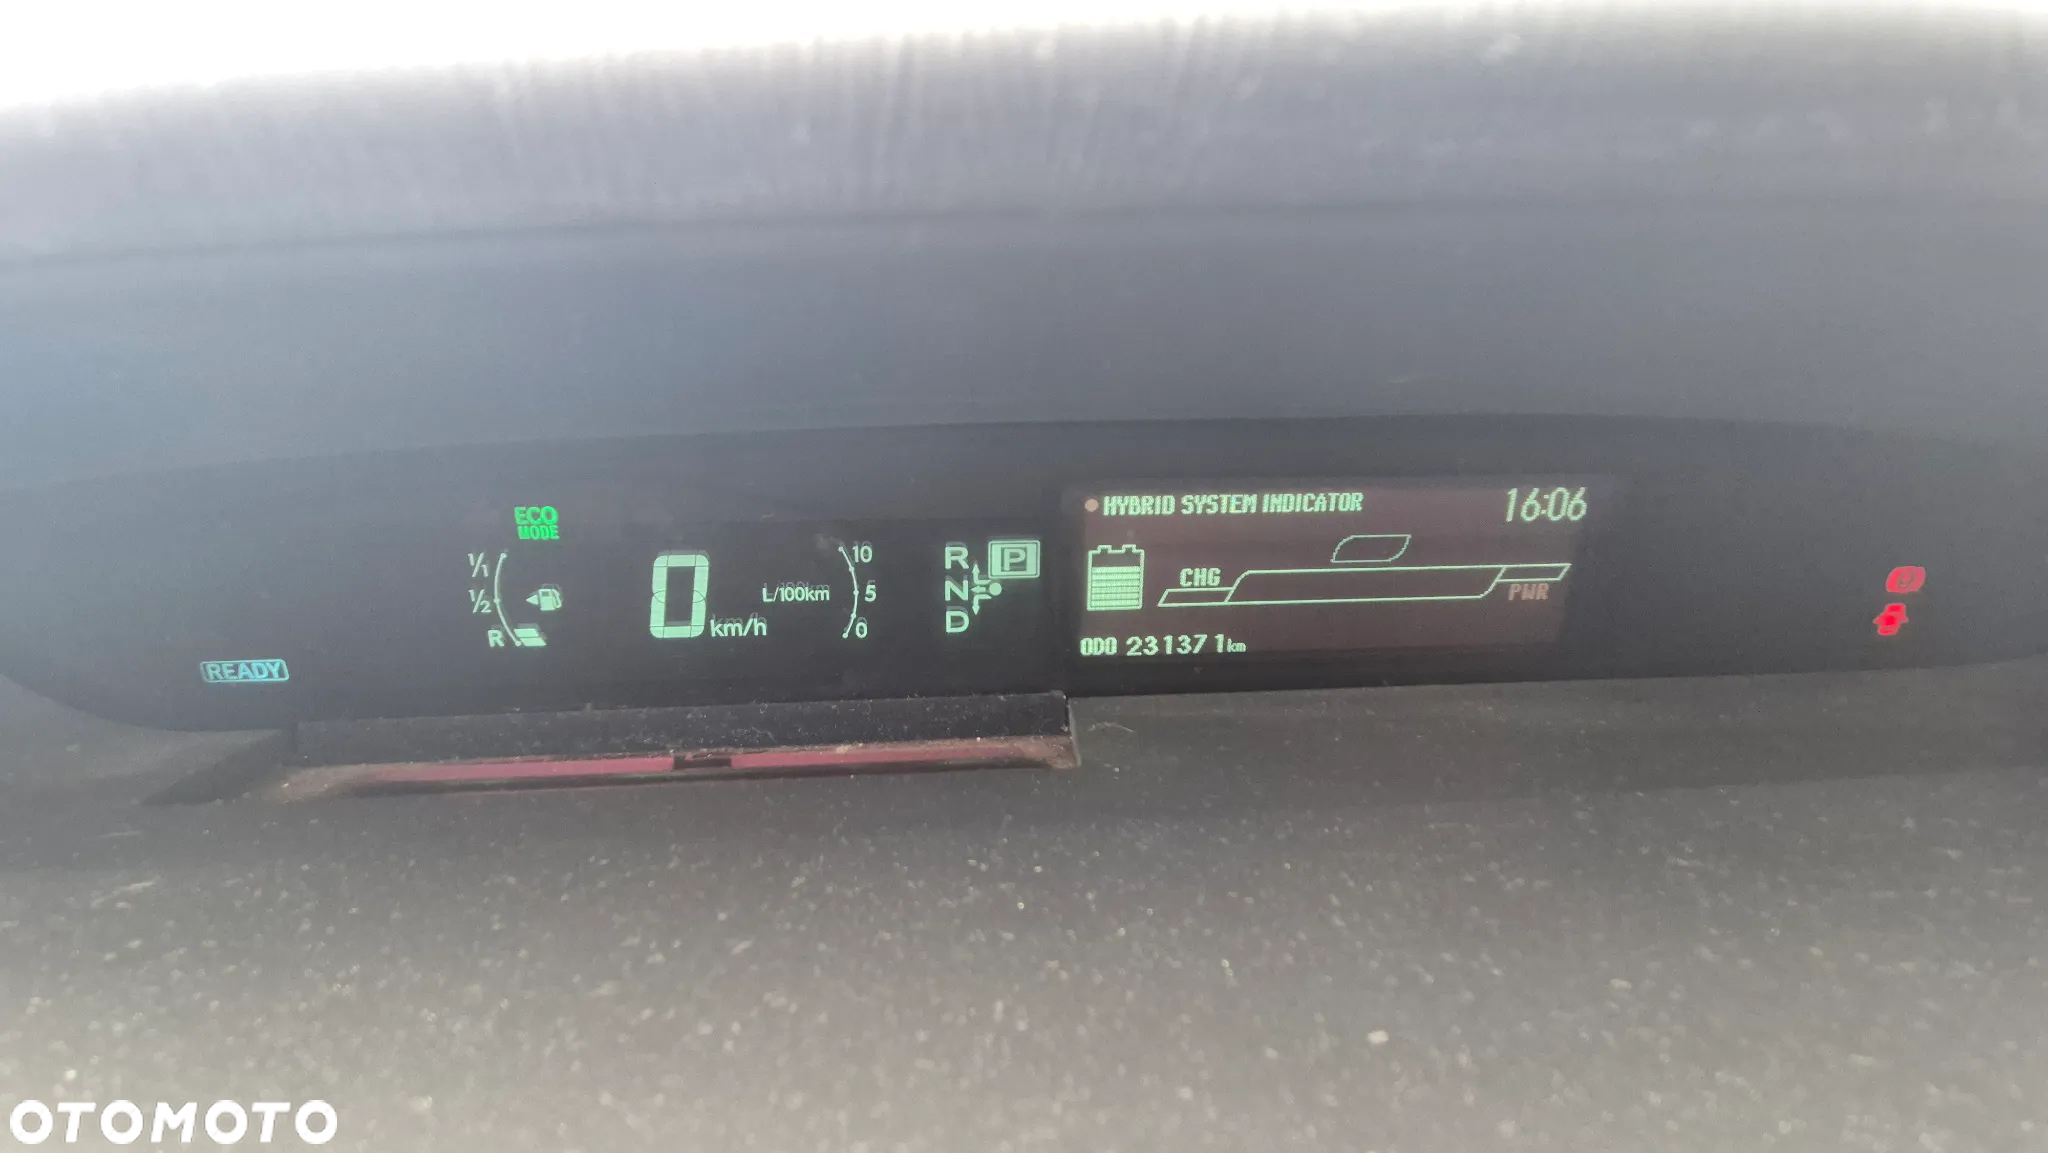 ECO
MODE
1/1
1/2
R
READY
0 km/h
L/100km
10
5
0
R
N
D
P
HYBRID SYSTEM INDICATOR
16:06
CHG
PWR
ODO 231371 km
OTOMOTO